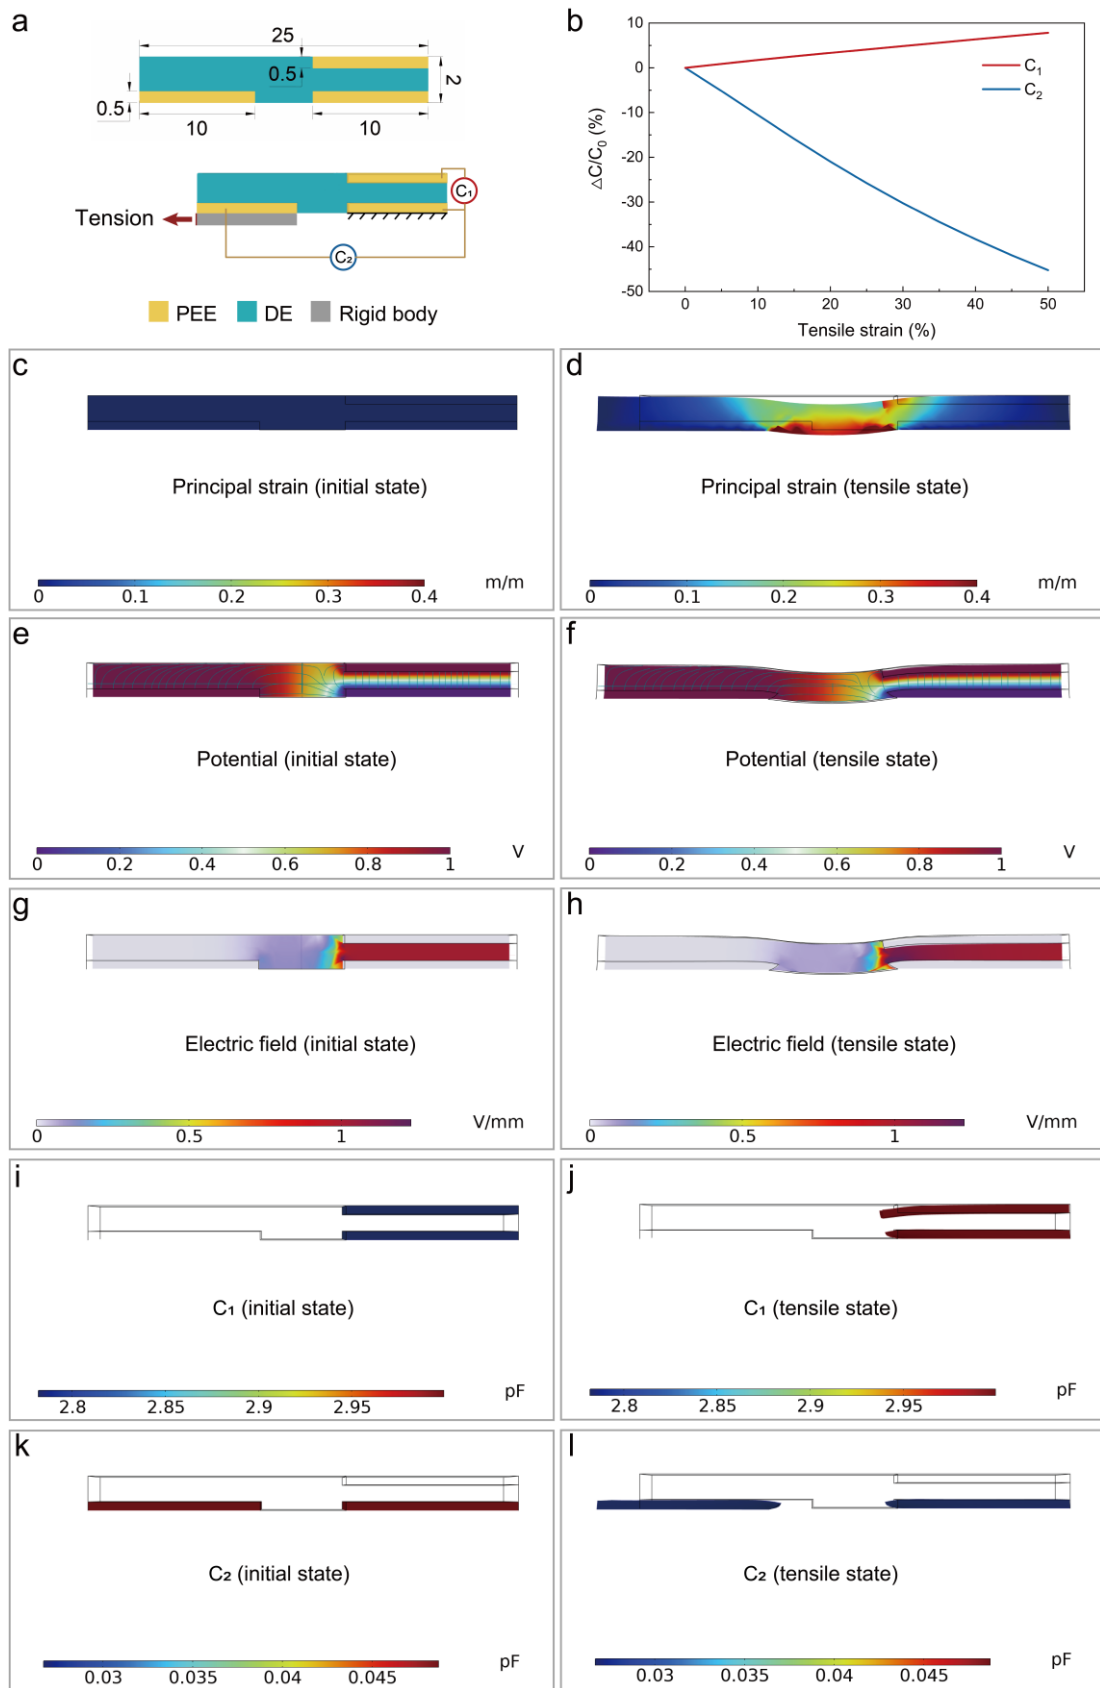 a
25
0.5
2
0.5
10
10
C₁
Tension
C₂
PEE
DE
Rigid body
b
10
0
-10
-20
-30
-40
-50
△C/C₀ (%)
C₁
C₂
0
10
20
30
40
50
Tensile strain (%)
c
Principal strain (initial state)
m/m
0
0.1
0.2
0.3
0.4
d
Principal strain (tensile state)
m/m
0
0.1
0.2
0.3
0.4
e
Potential (initial state)
V
0
0.2
0.4
0.6
0.8
1
f
Potential (tensile state)
V
0
0.2
0.4
0.6
0.8
1
g
Electric field (initial state)
V/mm
0
0.5
1
h
Electric field (tensile state)
V/mm
0
0.5
1
i
C₁ (initial state)
pF
2.8
2.85
2.9
2.95
j
C₁ (tensile state)
pF
2.8
2.85
2.9
2.95
k
C₂ (initial state)
pF
0.03
0.035
0.04
0.045
l
C₂ (tensile state)
pF
0.03
0.035
0.04
0.045